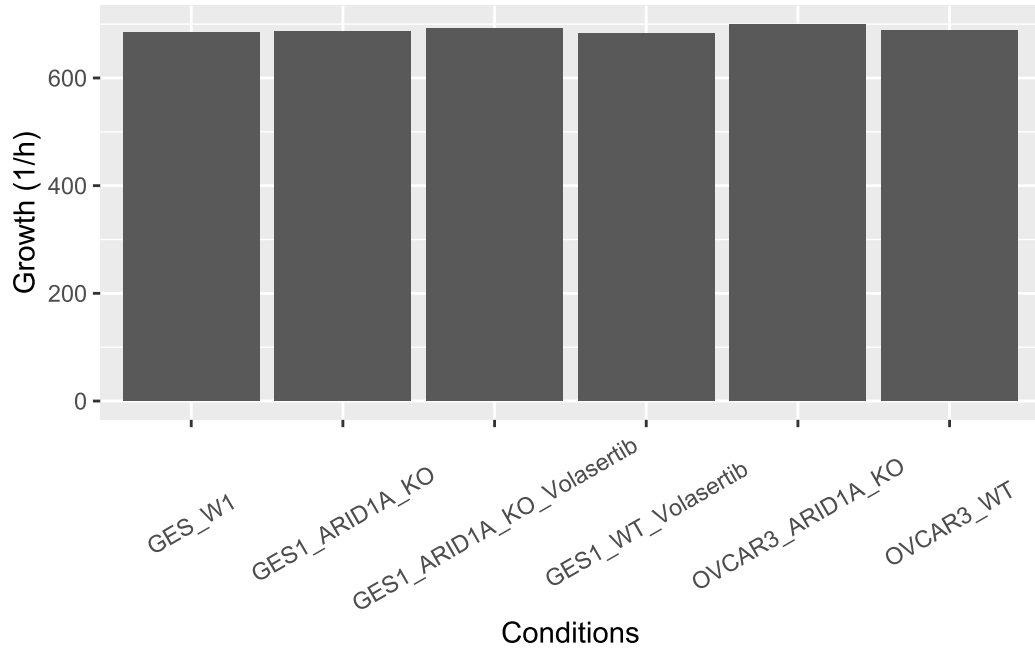 Growth (1/h)
600
400
200
0
GES_W1
GES1_ARID1A_KO
GES1_ARID1A_KO_Volasertib
GES1_WT_Volasertib
OVCAR3_ARID1A_KO
OVCAR3_WT
Conditions